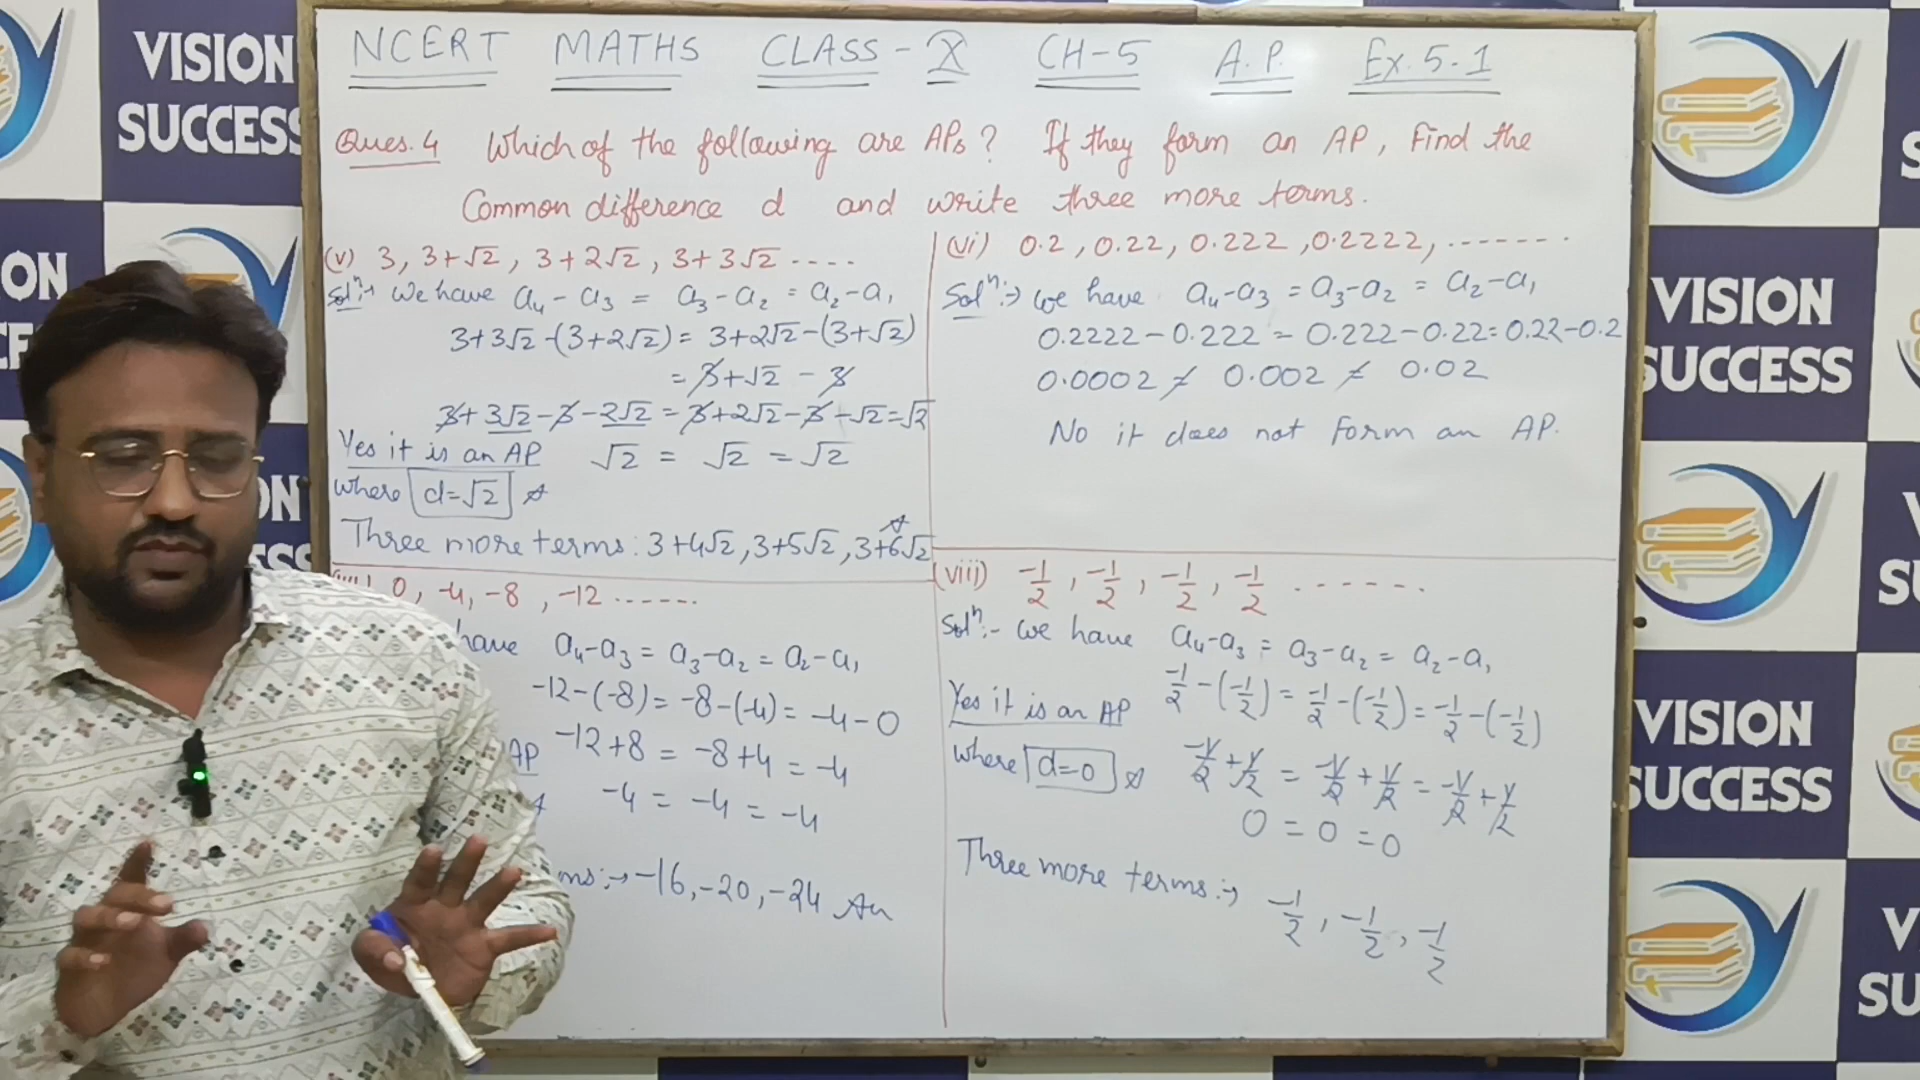 NCERT MATHS CLASS-X CH-5 A.P. Ex. 5.1
Ques. 4 Which of the following are APs? If they form an AP, Find the
Common difference d and write three more terms.
(v) 3, 3+√2, 3+2√2, 3+3√2 ....
Solⁿ:→ We have a₄-a₃ = a₃-a₂ = a₂-a₁
3+3√2-(3+2√2) = 3+2√2-(3+√2)
= 3+√2 - 3
3+3√2-3-2√2 = 3+2√2-3-√2=√2
Yes it is an AP √2 = √2 = √2
where d=√2
Three more terms: 3+4√2, 3+5√2, 3+6√2
(vi) 0.2, 0.22, 0.222, 0.2222, .......
Solⁿ:→ We have a₄-a₃ = a₃-a₂ = a₂-a₁
0.2222-0.222 = 0.222-0.22=0.22-0.2
0.0002 ≠ 0.002 ≠ 0.02
No it does not form an AP.
0, -4, -8, -12 ......
have a₄-a₃ = a₃-a₂ = a₂-a₁
-12-(-8) = -8-(-4) = -4-0
AP -12+8 = -8+4 = -4
-4 = -4 = -4
ms:→ -16, -20, -24 An
(viii) -1/2, -1/2, -1/2, -1/2 ......
Solⁿ:- We have a₄-a₃ = a₃-a₂ = a₂-a₁
Yes it is an AP -1/2-(-1/2) = -1/2-(-1/2) = -1/2-(-1/2)
where d=0 -1/2+1/2 = -1/2+1/2 = -1/2+1/2
0 = 0 = 0
Three more terms:→ -1/2, -1/2, -1/2
VISION
SUCCESS
ON
VISION
SUCCESS
VISION
SUCCESS